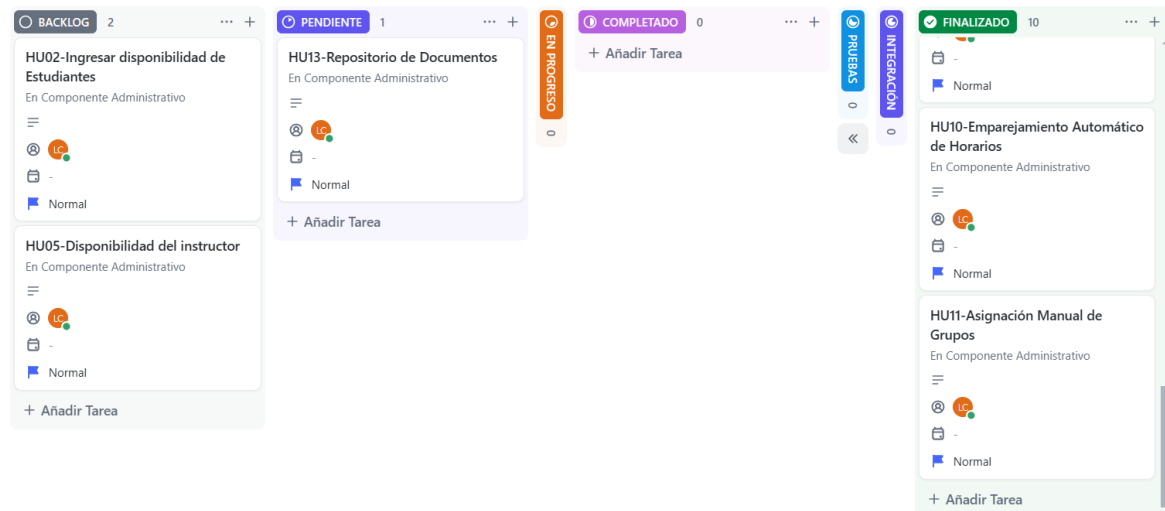 BACKLOG 2
HU02-Ingresar disponibilidad de
Estudiantes
En Componente Administrativo
LC
-
Normal
HU05-Disponibilidad del instructor
En Componente Administrativo
LC
-
Normal
+ Añadir Tarea
PENDIENTE 1
HU13-Repositorio de Documentos
En Componente Administrativo
LC
-
Normal
+ Añadir Tarea
EN PROGRESO 0
COMPLETADO 0
+ Añadir Tarea
PRUEBAS 0
INTEGRACIÓN 0
FINALIZADO 10
-
Normal
HU10-Emparejamiento Automático
de Horarios
En Componente Administrativo
LC
-
Normal
HU11-Asignación Manual de
Grupos
En Componente Administrativo
LC
-
Normal
+ Añadir Tarea